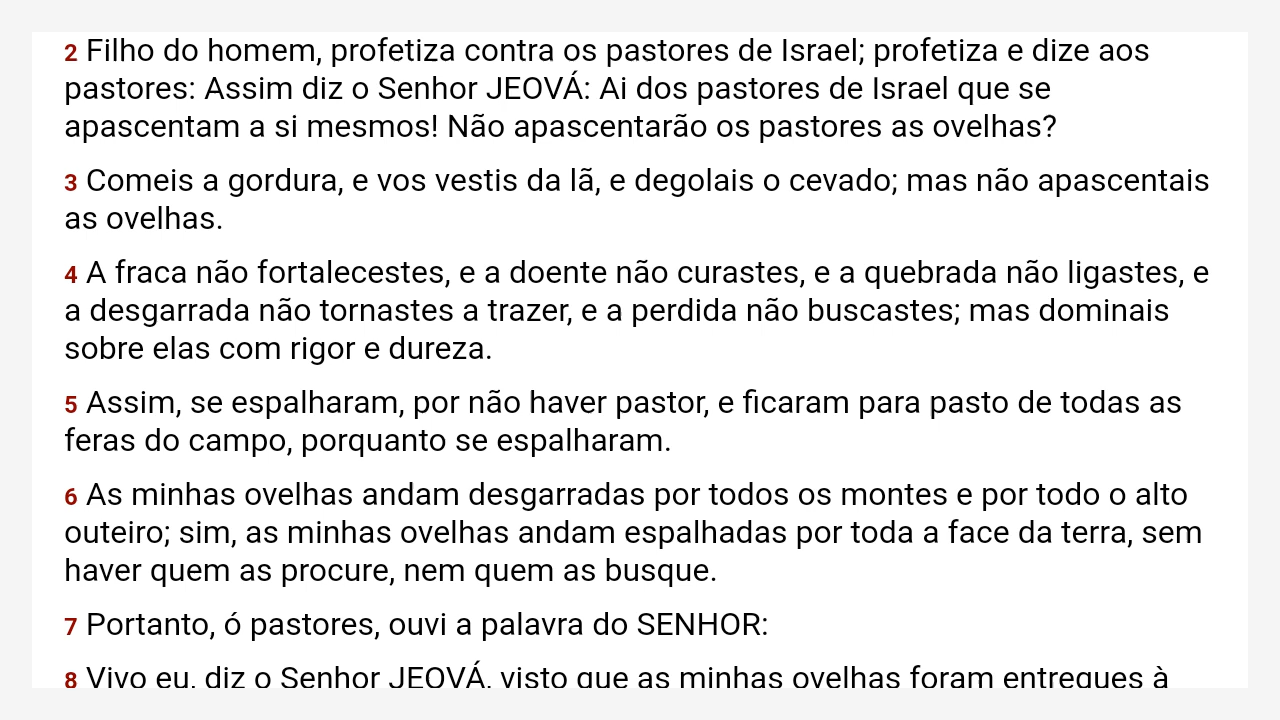 2 Filho do homem, profetiza contra os pastores de Israel; profetiza e dize aos
pastores: Assim diz o Senhor JEOVÁ: Ai dos pastores de Israel que se
apascentam a si mesmos! Não apascentarão os pastores as ovelhas?
3 Comeis a gordura, e vos vestis da lã, e degolais o cevado; mas não apascentais
as ovelhas.
4 A fraca não fortalecestes, e a doente não curastes, e a quebrada não ligastes, e
a desgarrada não tornastes a trazer, e a perdida não buscastes; mas dominais
sobre elas com rigor e dureza.
5 Assim, se espalharam, por não haver pastor, e ficaram para pasto de todas as
feras do campo, porquanto se espalharam.
6 As minhas ovelhas andam desgarradas por todos os montes e por todo o alto
outeiro; sim, as minhas ovelhas andam espalhadas por toda a face da terra, sem
haver quem as procure, nem quem as busque.
7 Portanto, ó pastores, ouvi a palavra do SENHOR:
8 Vivo eu, diz o Senhor JEOVÁ, visto que as minhas ovelhas foram entregues à